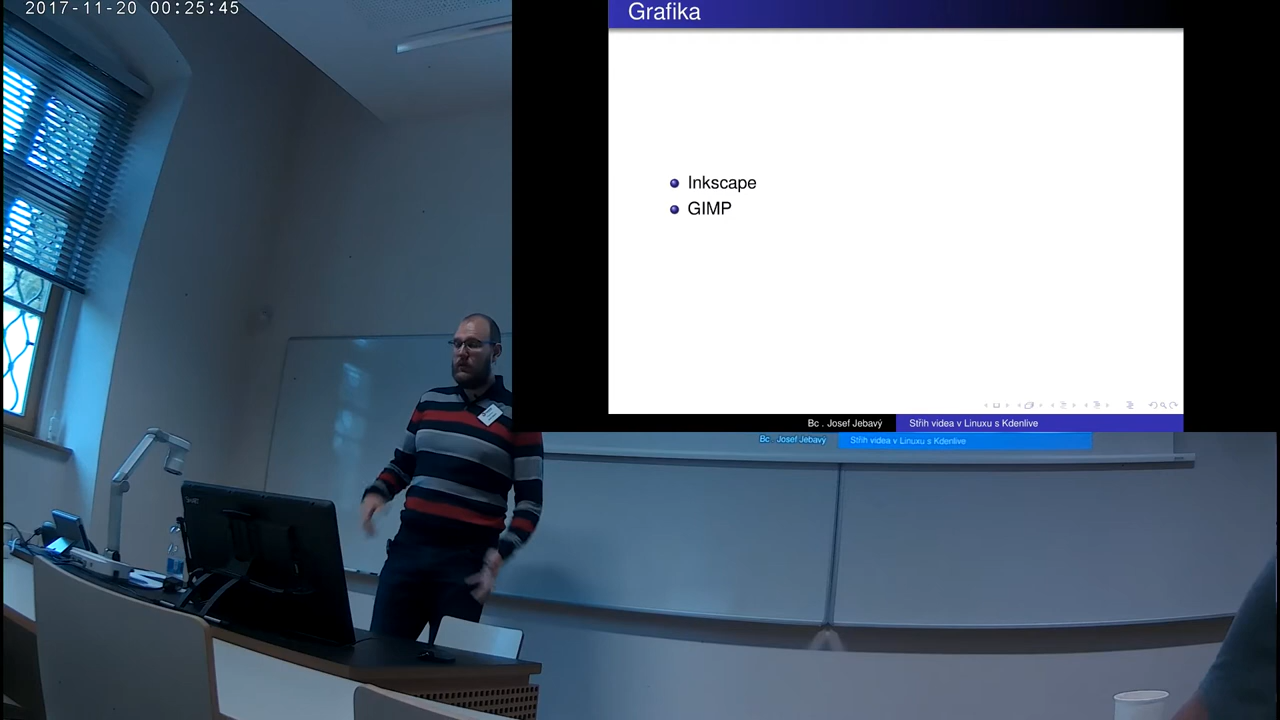 2017-11-20 00:25:45
Grafika
Inkscape
GIMP
Bc . Josef Jebavý
Střih videa v Linuxu s Kdenlive
Bc . Josef Jebavý
Střih videa v Linuxu s Kdenlive